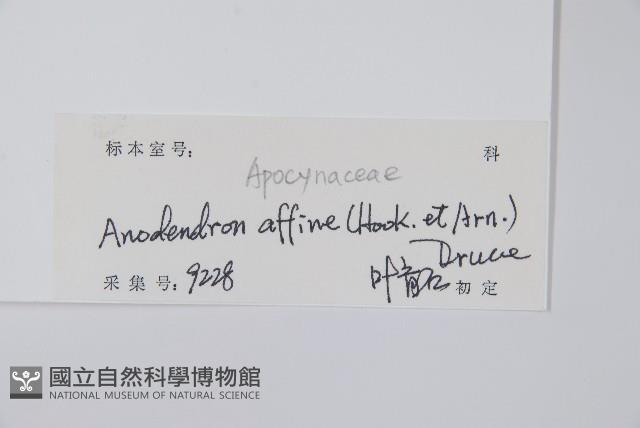 标本室号： 科
Apocynaceae
Anodendron affine (Hook. et Arn.)
Druce
采集号：9228 叶 初定
國立自然科學博物館
NATIONAL MUSEUM OF NATURAL SCIENCE